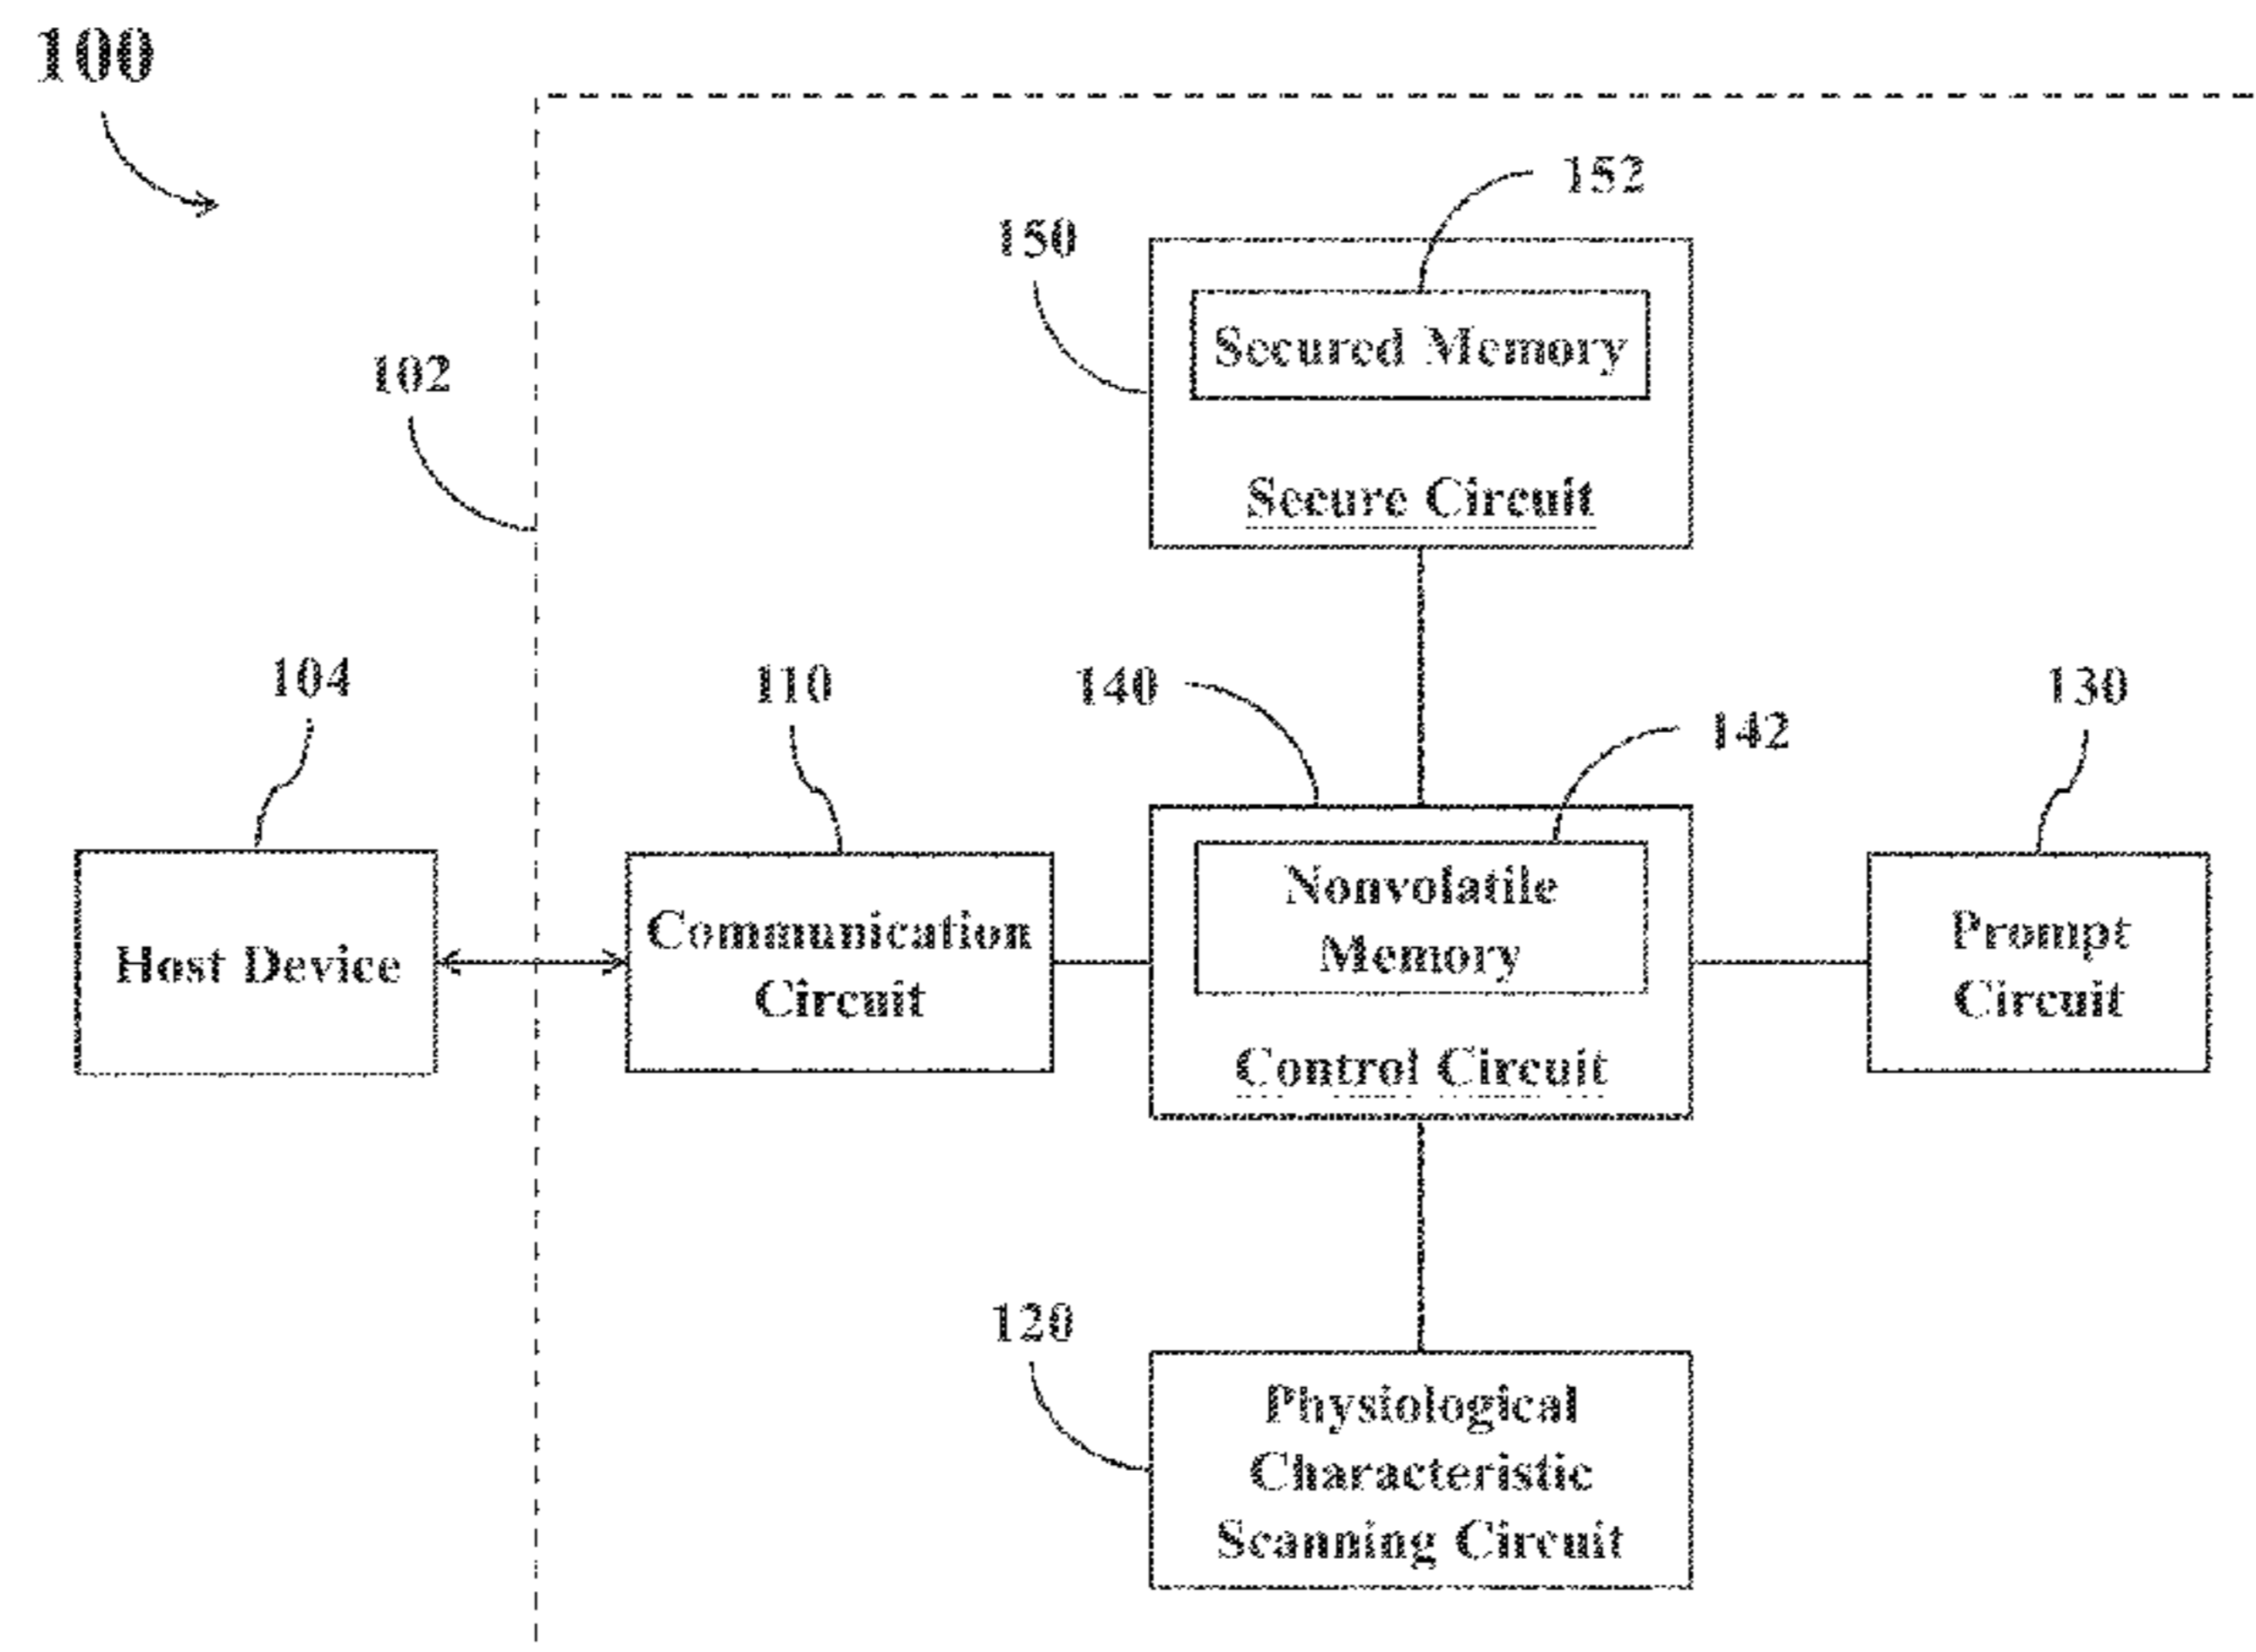 100
152
150
Secured Memory
102
Secure Circuit
104
110
140
142
130
Host Device
Communication
Circuit
Nonvolatile
Memory
Control Circuit
Prompt
Circuit
120
Physiological
Characteristic
Scanning Circuit